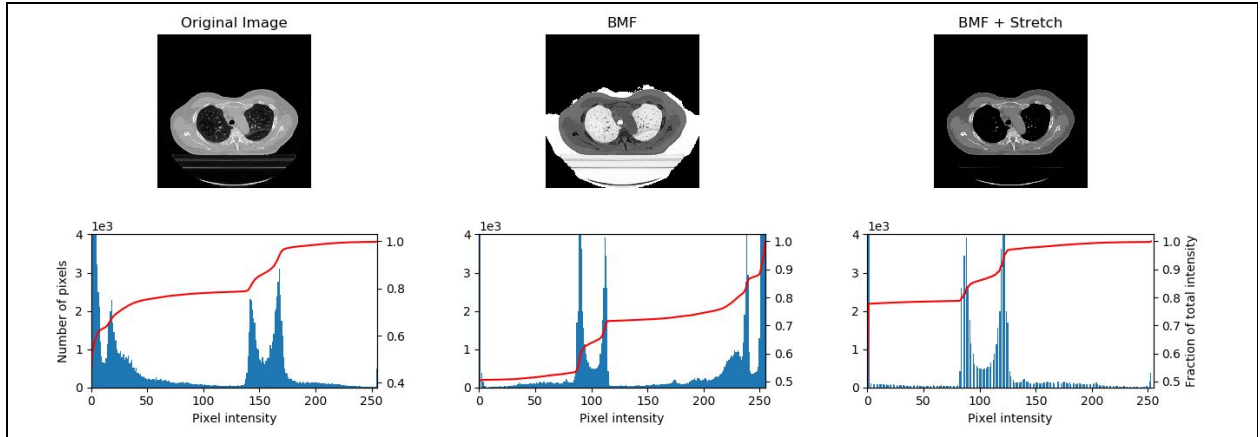 Original Image
BMF
BMF + Stretch
1e3
4
3
2
1
0
Number of pixels
1.0
0.8
0.6
0.4
0 50 100 150 200 250
Pixel intensity
1e3
4
3
2
1
0
1.0
0.9
0.8
0.7
0.6
0.5
0 50 100 150 200 250
Pixel intensity
1e3
4
3
2
1
0
1.0
0.9
0.8
0.7
0.6
0.5
Fraction of total intensity
0 50 100 150 200 250
Pixel intensity